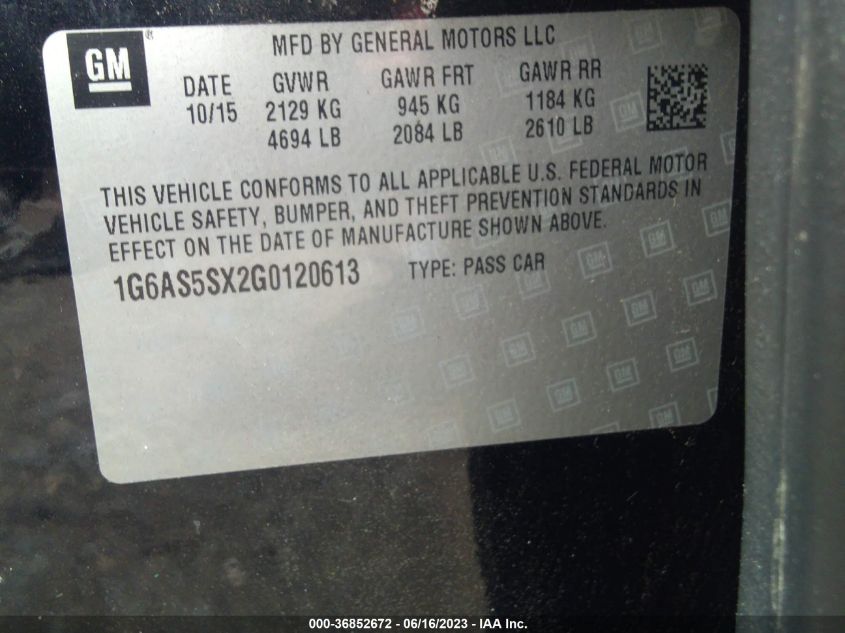 GM ® MFD BY GENERAL MOTORS LLC
DATE GVWR GAWR FRT GAWR RR
10/15 2129 KG 945 KG 1184 KG
4694 LB 2084 LB 2610 LB
THIS VEHICLE CONFORMS TO ALL APPLICABLE U.S. FEDERAL MOTOR
VEHICLE SAFETY, BUMPER, AND THEFT PREVENTION STANDARDS IN
EFFECT ON THE DATE OF MANUFACTURE SHOWN ABOVE.
1G6AS5SX2G0120613 TYPE: PASS CAR
000-36852672 - 06/16/2023 - IAA Inc.